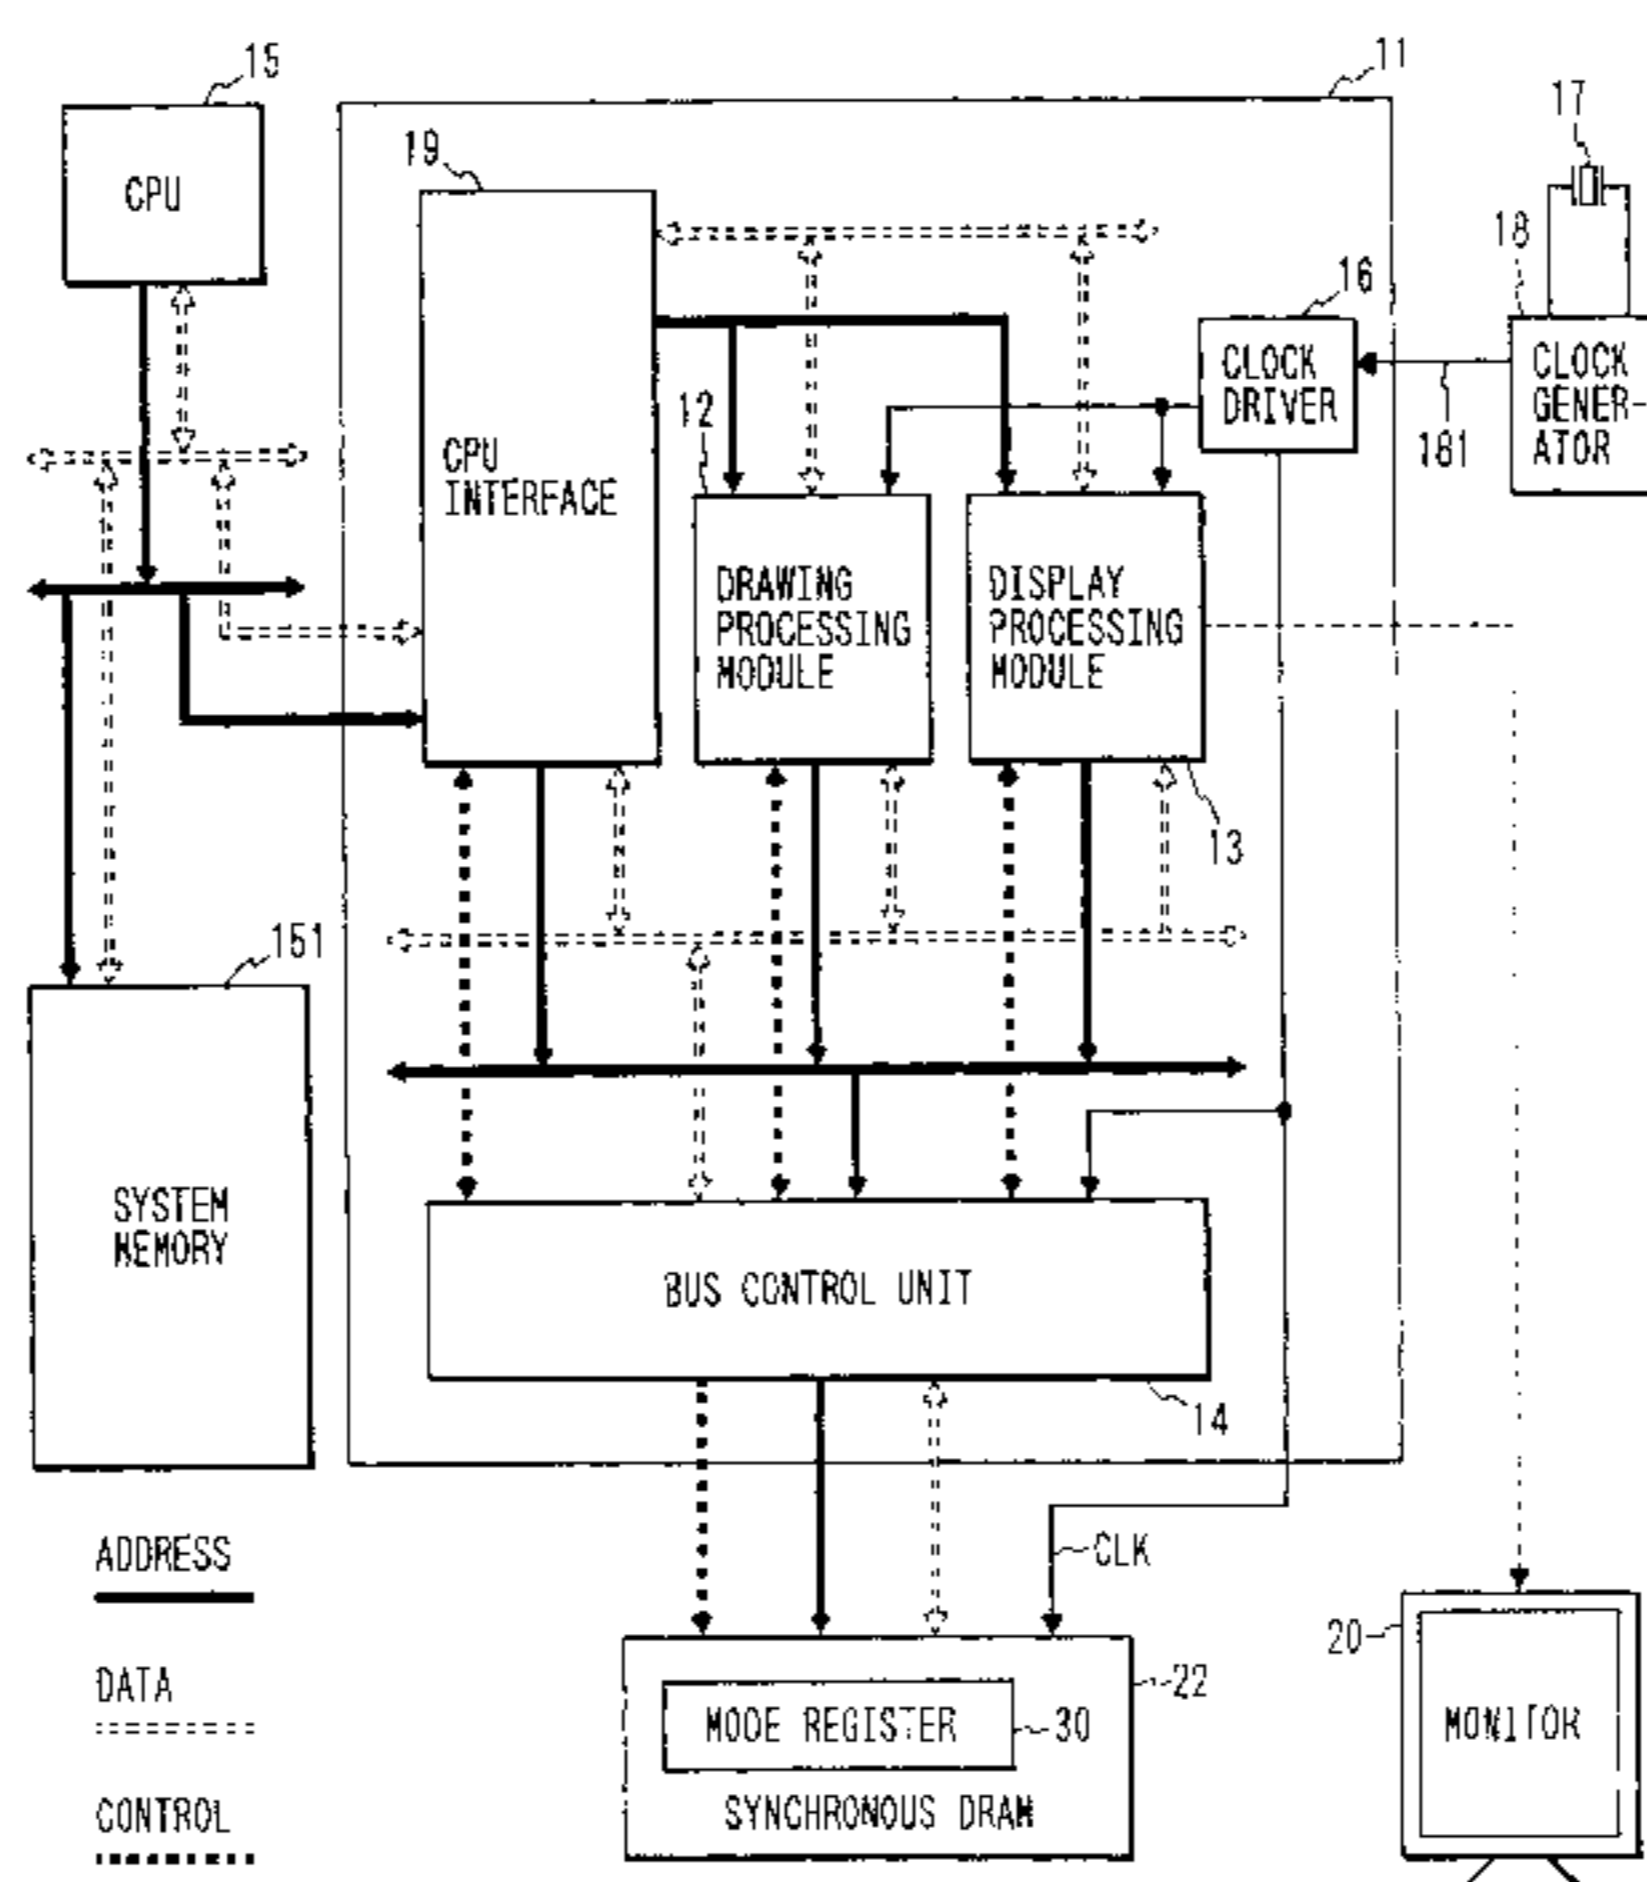 15
11
17
CPU
19
18
16
CLOCK
DRIVER
CLOCK
GENER-
ATOR
181
12
CPU
INTERFACE
DRAWING
PROCESSING
MODULE
DISPLAY
PROCESSING
MODULE
13
151
SYSTEM
MEMORY
BUS CONTROL UNIT
14
ADDRESS
CLK
DATA
20
22
MODE REGISTER
30
MONITOR
CONTROL
SYNCHRONOUS DRAM